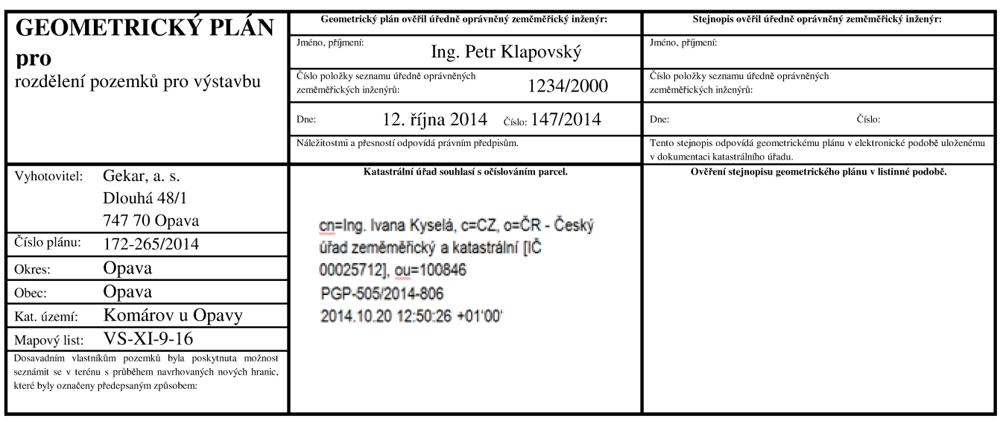 GEOMETRICKÝ PLÁN
pro
rozdělení pozemků pro výstavbu
Geometrický plán ověřil úředně oprávněný zeměměřický inženýr:
Jméno, příjmení:
Ing. Petr Klapovský
Číslo položky seznamu úředně oprávněných
zeměměřických inženýrů:
1234/2000
Dne: 12. října 2014 Číslo: 147/2014
Náležitostmi a přesností odpovídá právním předpisům.
Stejnopis ověřil úředně oprávněný zeměměřický inženýr:
Jméno, příjmení:
Číslo položky seznamu úředně oprávněných
zeměměřických inženýrů:
Dne: Číslo:
Tento stejnopis odpovídá geometrickému plánu v elektronické podobě uloženému
v dokumentaci katastrálního úřadu.
Vyhotovitel: Gekar, a. s.
Dlouhá 48/1
747 70 Opava
Číslo plánu: 172-265/2014
Okres: Opava
Obec: Opava
Kat. území: Komárov u Opavy
Mapový list: VS-XI-9-16
Dosavadním vlastníkům pozemků byla poskytnuta možnost
seznámit se v terénu s průběhem navrhovaných nových hranic,
které byly označeny předepsaným způsobem:
Katastrální úřad souhlasí s očíslováním parcel.
cn=Ing. Ivana Kyselá, c=CZ, o=ČR - Český
úřad zeměměřický a katastrální [IČ
00025712], ou=100846
PGP-505/2014-806
2014.10.20 12:50:26 +01'00'
Ověření stejnopisu geometrického plánu v listinné podobě.